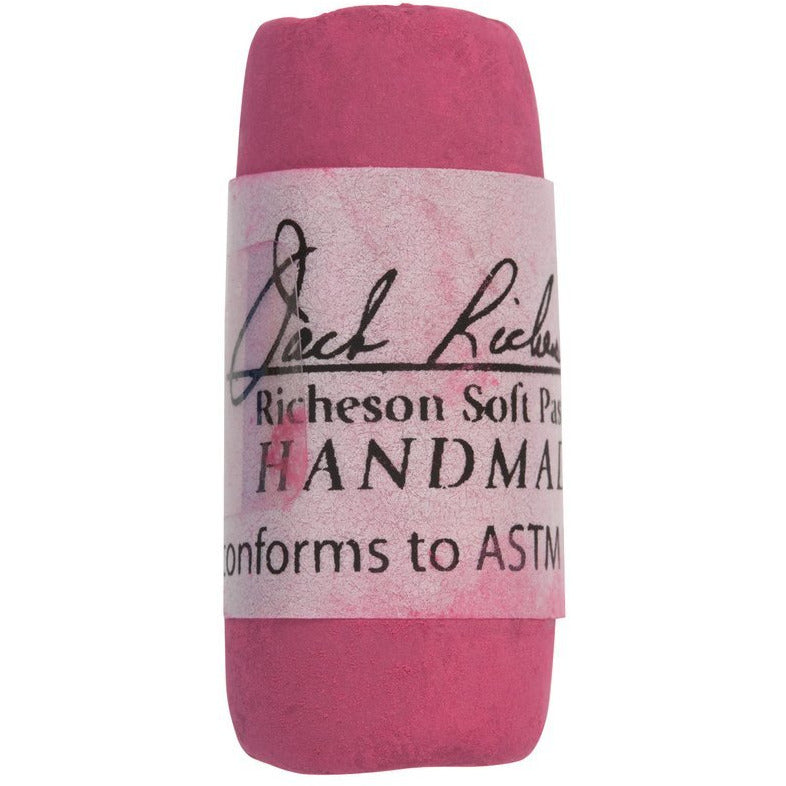 Jack Riches
Richeson Soft Pas
HANDMAD
conforms to ASTM